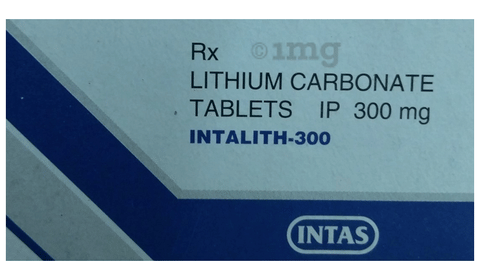 Rx ©1mg
LITHIUM CARBONATE
TABLETS IP 300 mg
INTALITH-300
INTAS